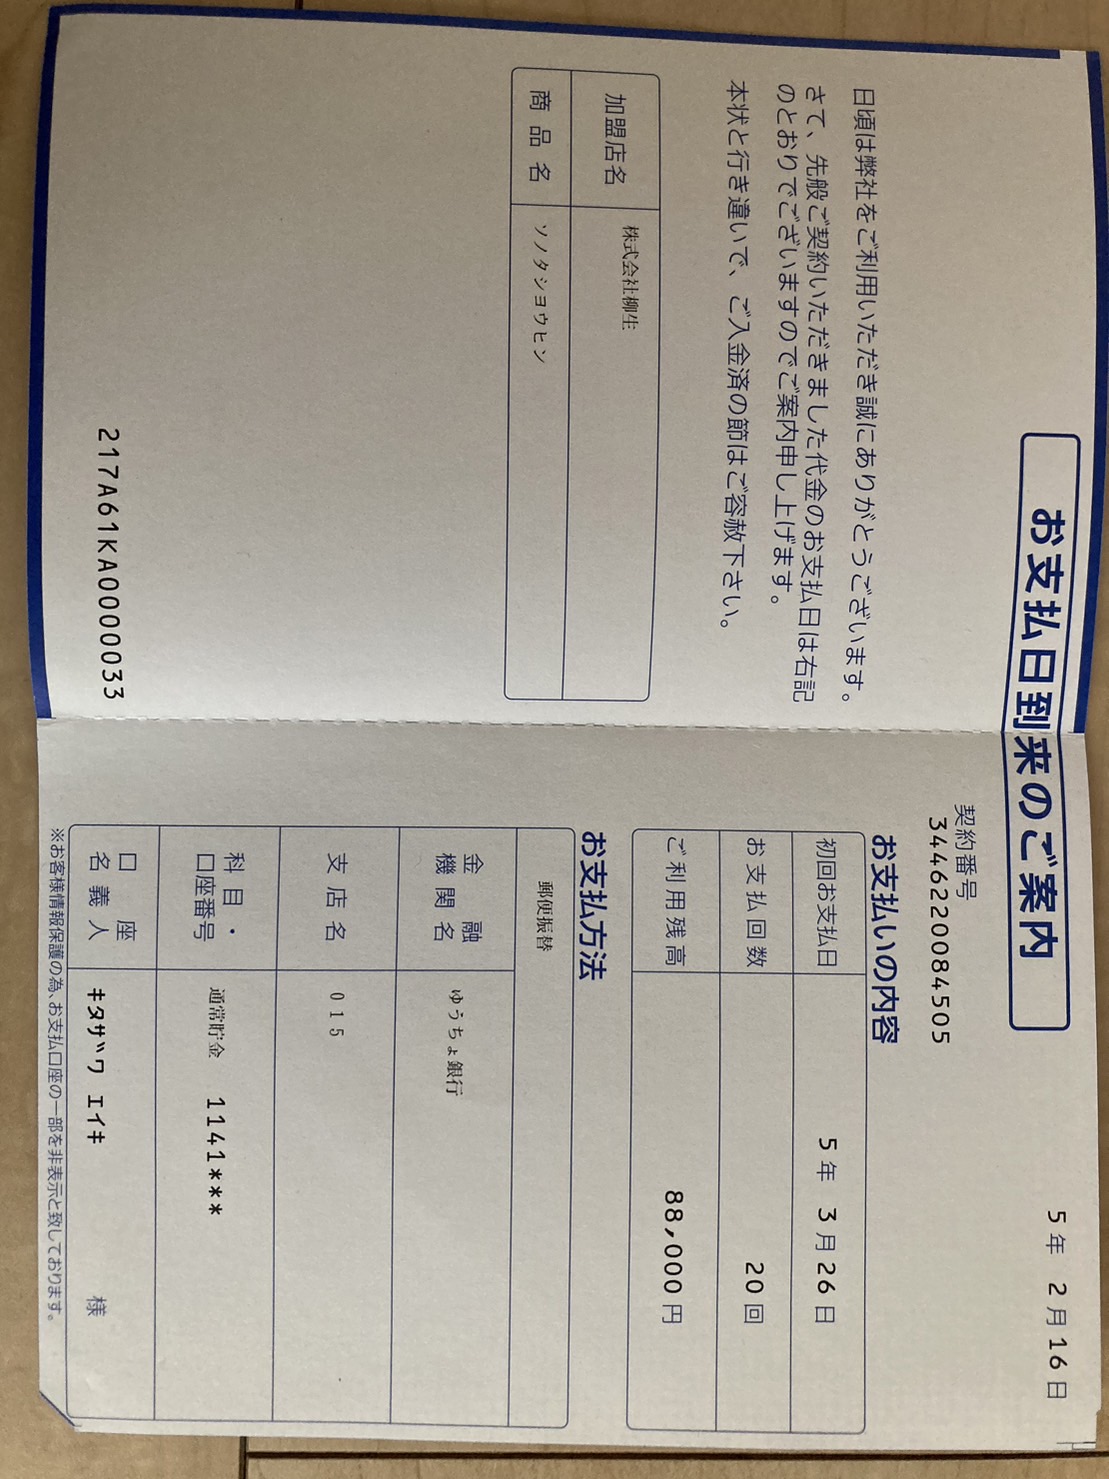 お支払日到来のご案内
5年 2月16日
日頃は弊社をご利用いただき誠にありがとうございます。
さて、先般ご契約いただきました代金のお支払日は右記
のとおりでございますのでご案内申し上げます。
本状と行き違いで、ご入金済の節はご容赦下さい。
加盟店名 株式会社柳生
商品名 ソノタシヨウヒン
217A61KA0000033
契約番号
3446220084505
お支払いの内容
初回お支払日 5年 3月26日
お支払回数 20回
ご利用残高 88,000円
お支払方法
郵便振替
金融機関名 ゆうちょ銀行
支店名 015
科目・口座番号 通常貯金 1141***
口座名義人 キタザワ エイキ 様
※お客様情報保護の為、お支払口座の一部を非表示と致しております。